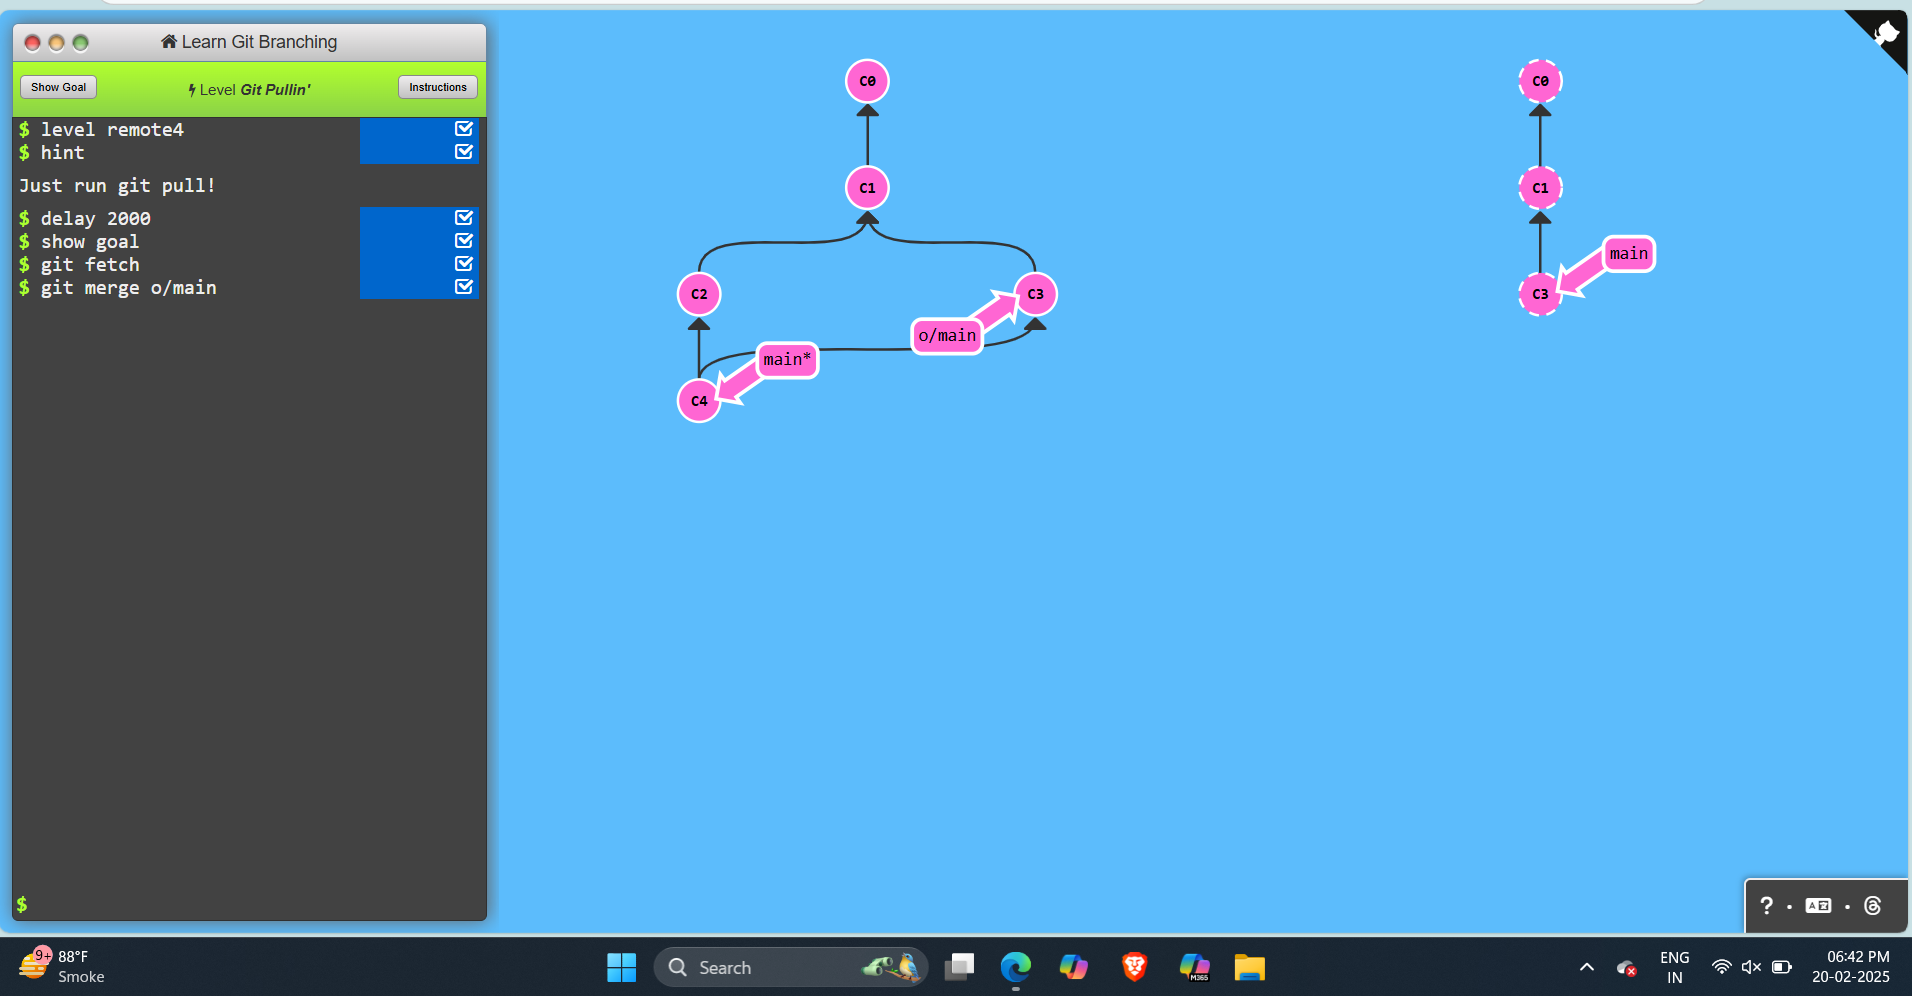 Learn Git Branching
Show Goal
Level Git Pullin'
Instructions
$ level remote4
$ hint
Just run git pull!
$ delay 2000
$ show goal
$ git fetch
$ git merge o/main
$
C0
C1
C2
C3
o/main
main*
C4
C0
C1
main
C3
?
9+
88°F
Smoke
Search
M365
ENG
IN
06:42 PM
20-02-2025